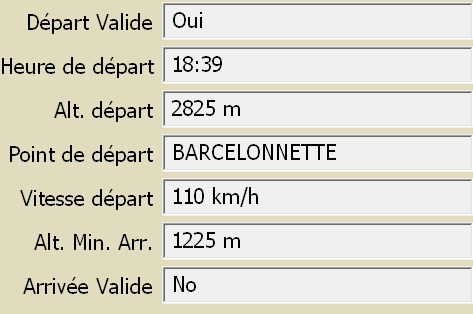 Départ Valide Oui
Heure de départ 18:39
Alt. départ 2825 m
Point de départ BARCELONNETTE
Vitesse départ 110 km/h
Alt. Min. Arr. 1225 m
Arrivée Valide No